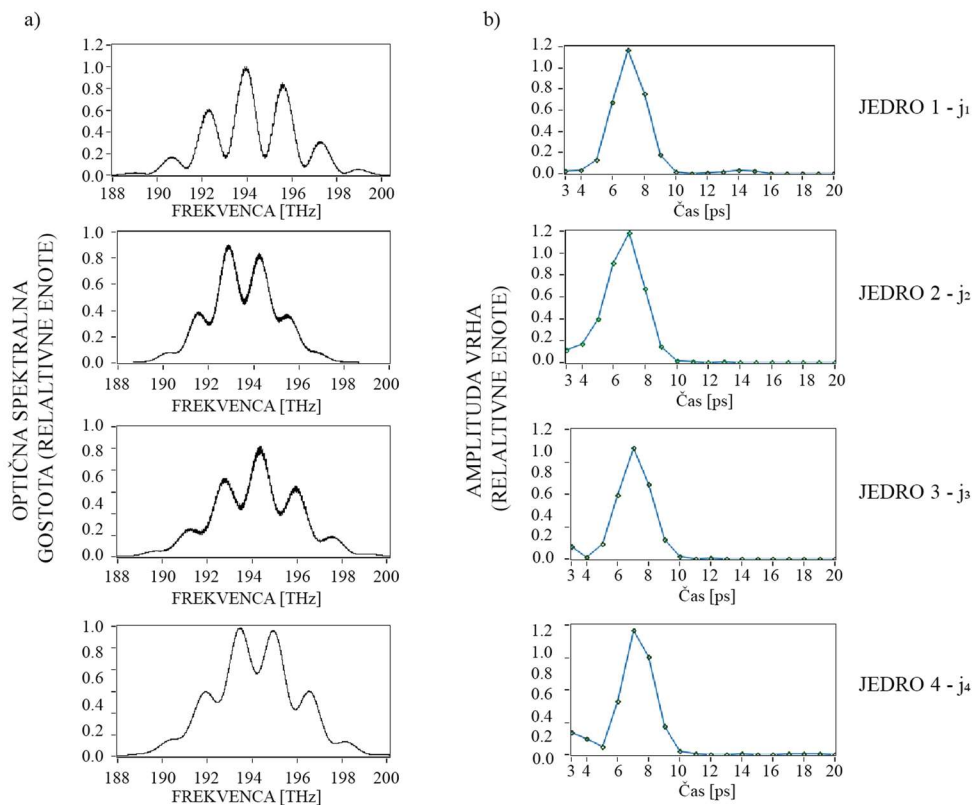 a)
1.2
1.0
0.8
0.6
0.4
0.2
0.0
188 190 192 194 196 198 200
FREKVENCA [THz]
1.0
0.8
0.6
0.4
0.2
0.0
188 190 192 194 196 198 200
FREKVENCA [THz]
1.0
0.8
0.6
0.4
0.2
0.0
188 190 192 194 196 198 200
FREKVENCA [THz]
1.0
0.8
0.6
0.4
0.2
0.0
188 190 192 194 196 198 200
FREKVENCA [THz]
OPTIČNA SPEKTRALNA
GOSTOTA (RELALTIVNE ENOTE)
b)
1.2
1.0
0.8
0.6
0.4
0.2
0.0
3 4 6 8 10 12 14 16 18 20
Čas [ps]
JEDRO 1 - j₁
1.2
1.0
0.8
0.6
0.4
0.2
0.0
3 4 6 8 10 12 14 16 18 20
Čas [ps]
JEDRO 2 - j₂
1.2
1.0
0.8
0.6
0.4
0.2
0.0
3 4 6 8 10 12 14 16 18 20
Čas [ps]
JEDRO 3 - j₃
1.2
1.0
0.8
0.6
0.4
0.2
0.0
3 4 6 8 10 12 14 16 18 20
Čas [ps]
JEDRO 4 - j₄
AMPLITUDA VRHA
(RELALTIVNE ENOTE)